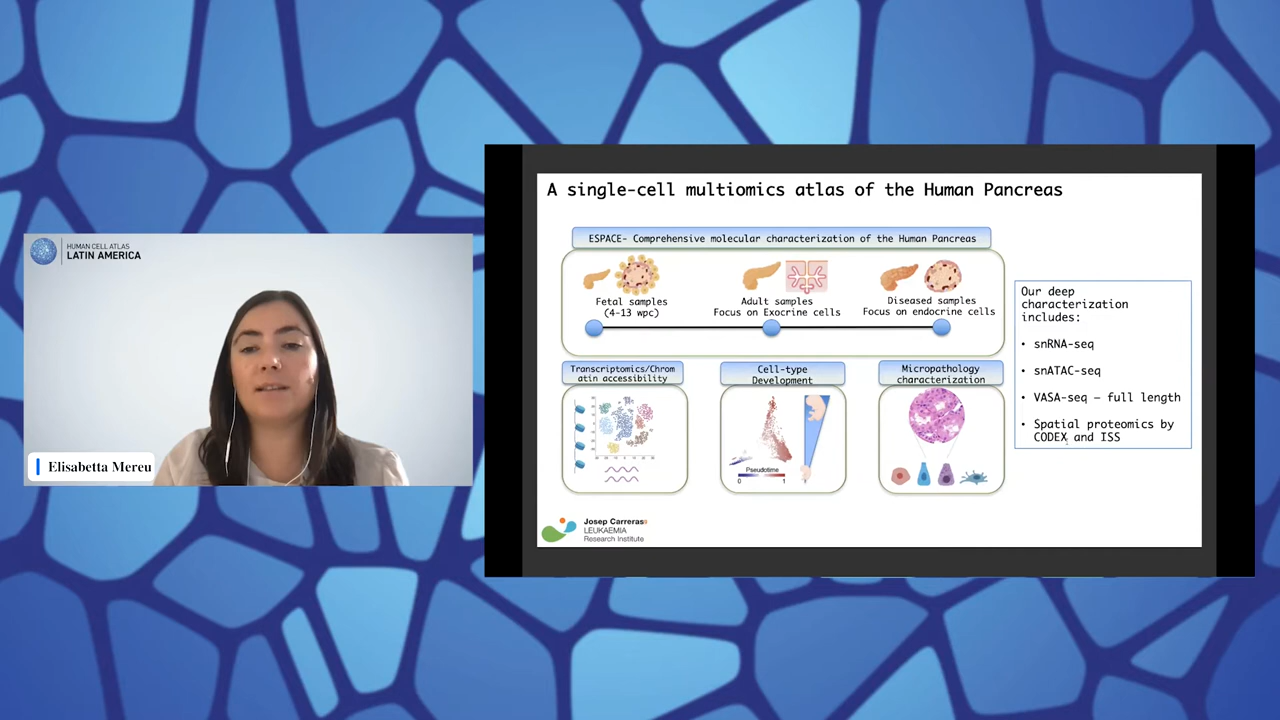 HUMAN CELL ATLAS
LATIN AMERICA
Elisabetta Mereu
A single-cell multiomics atlas of the Human Pancreas
ESPACE- Comprehensive molecular characterization of the Human Pancreas
Fetal samples
(4-13 wpc)
Adult samples
Focus on Exocrine cells
Diseased samples
Focus on endocrine cells
Transcriptomics/Chrom
atin accessibility
Cell-type
Development
Pseudotime
0 1
Micropathology
characterization
Our deep
characterization
includes:
• snRNA-seq
• snATAC-seq
• VASA-seq – full length
• Spatial proteomics by
CODEX and ISS
Josep Carreras
LEUKAEMIA
Research Institute